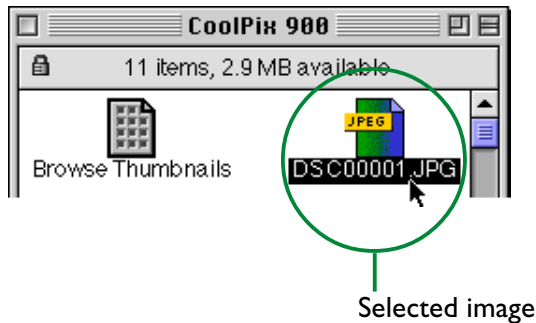 CoolPix 900
11 items, 2.9 MB available
JPEG
Browse Thumbnails
DSC00001.JPG
Selected image